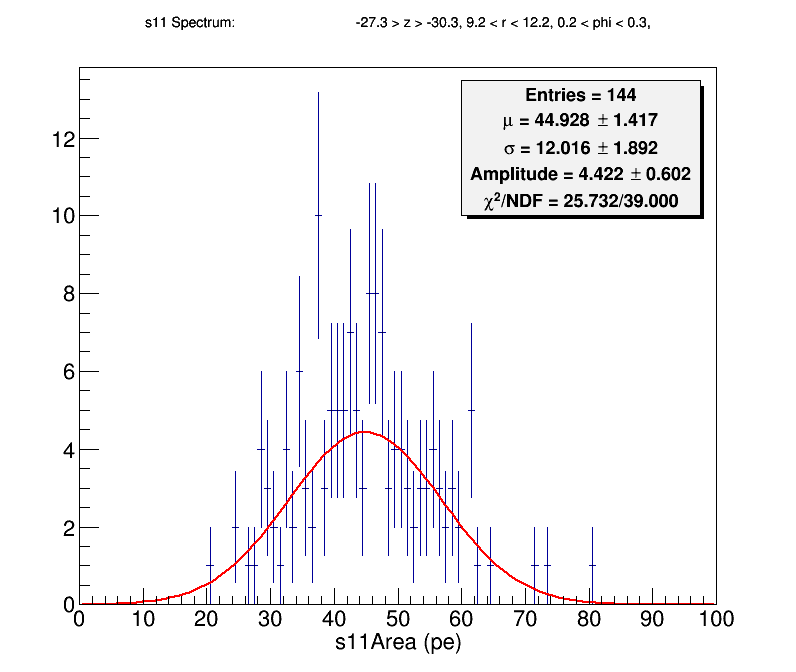 s11 Spectrum: -27.3 > z > -30.3, 9.2 < r < 12.2, 0.2 < phi < 0.3,
Entries = 144
μ = 44.928 ± 1.417
σ = 12.016 ± 1.892
Amplitude = 4.422 ± 0.602
χ²/NDF = 25.732/39.000
12
10
8
6
4
2
0
0 10 20 30 40 50 60 70 80 90 100
s11Area (pe)